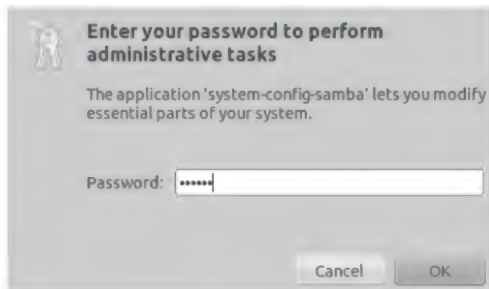 Enter your password to perform
administrative tasks
The application 'system-config-samba' lets you modify
essential parts of your system.
Password: ••••••
Cancel OK